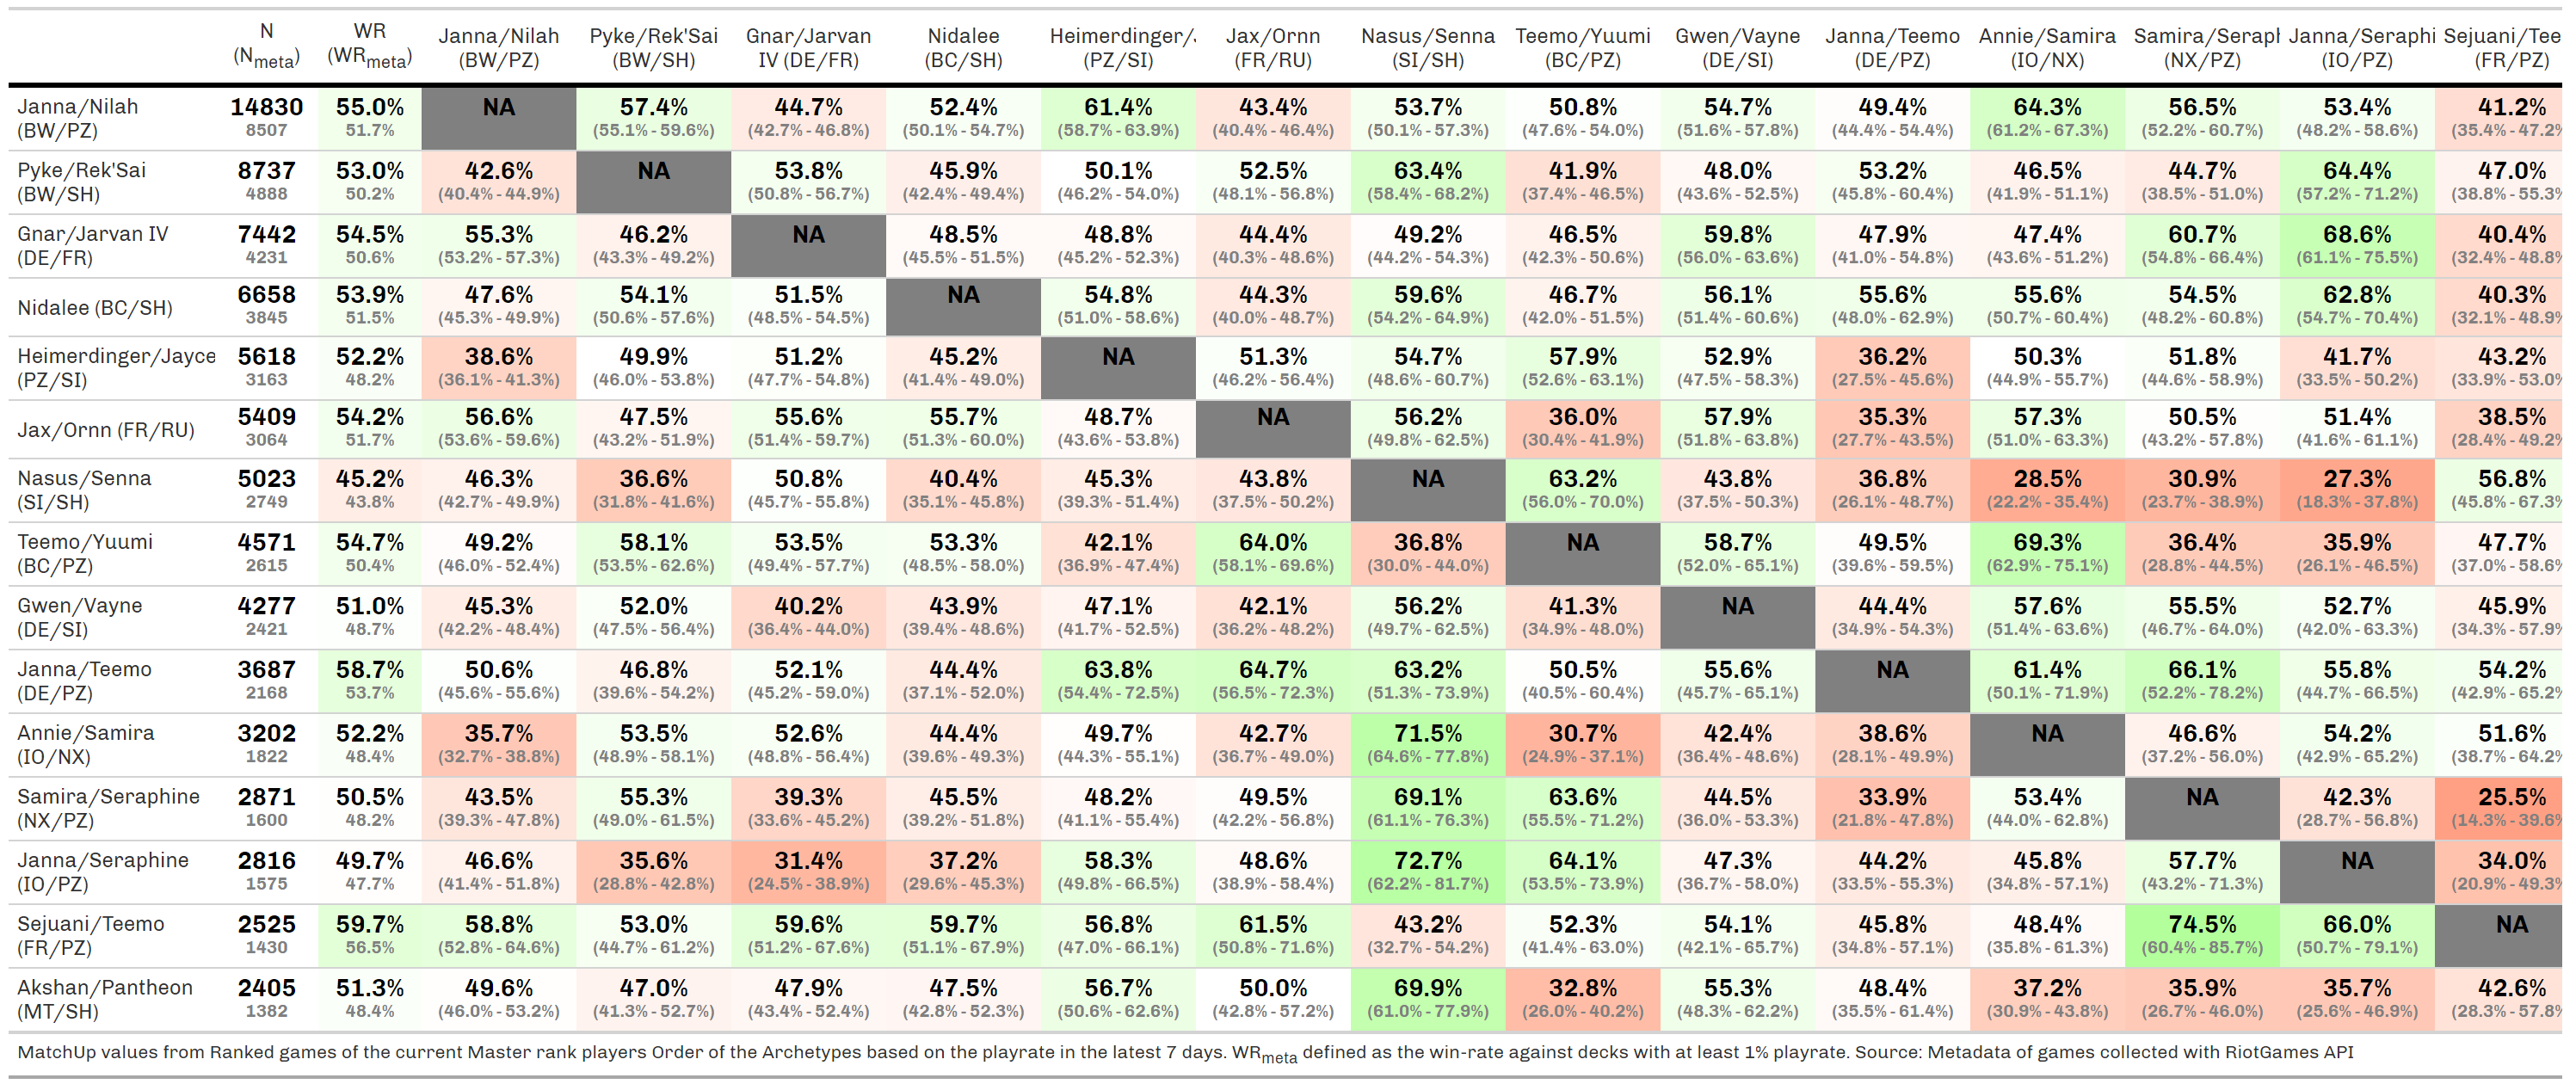 N WR Janna/Nilah Pyke/Rek'Sai Gnar/Jarvan Nidalee Heimerdinger/J Jax/Ornn Nasus/Senna Teemo/Yuumi Gwen/Vayne Janna/Teemo Annie/Samira Samira/Seraph Janna/Seraphi Sejuani/Tee
(Nmeta) (WRmeta) (BW/PZ) (BW/SH) IV (DE/FR) (BC/SH) (PZ/SI) (FR/RU) (SI/SH) (BC/PZ) (DE/SI) (DE/PZ) (IO/NX) (NX/PZ) (IO/PZ) (FR/PZ)
Janna/Nilah 14830 55.0% NA 57.4% 44.7% 52.4% 61.4% 43.4% 53.7% 50.8% 54.7% 49.4% 64.3% 56.5% 53.4% 41.2%
(BW/PZ) 8507 51.7% (55.1% - 59.6%) (42.7% - 46.8%) (50.1% - 54.7%) (58.7% - 63.9%) (40.4% - 46.4%) (50.1% - 57.3%) (47.6% - 54.0%) (51.6% - 57.8%) (44.4% - 54.4%) (61.2% - 67.3%) (52.2% - 60.7%) (48.2% - 58.6%) (35.4% - 47.2%
Pyke/Rek'Sai 8737 53.0% 42.6% NA 53.8% 45.9% 50.1% 52.5% 63.4% 41.9% 48.0% 53.2% 46.5% 44.7% 64.4% 47.0%
(BW/SH) 4888 50.2% (40.4% - 44.9%) (50.8% - 56.7%) (42.4% - 49.4%) (46.2% - 54.0%) (48.1% - 56.8%) (58.4% - 68.2%) (37.4% - 46.5%) (43.6% - 52.5%) (45.8% - 60.4%) (41.9% - 51.1%) (38.5% - 51.0%) (57.2% - 71.2%) (38.8% - 55.3%
Gnar/Jarvan IV 7442 54.5% 55.3% 46.2% NA 48.5% 48.8% 44.4% 49.2% 46.5% 59.8% 47.9% 47.4% 60.7% 68.6% 40.4%
(DE/FR) 4231 50.6% (53.2% - 57.3%) (43.3% - 49.2%) (45.5% - 51.5%) (45.2% - 52.3%) (40.3% - 48.6%) (44.2% - 54.3%) (42.3% - 50.6%) (56.0% - 63.6%) (41.0% - 54.8%) (43.6% - 51.2%) (54.8% - 66.4%) (61.1% - 75.5%) (32.4% - 48.8%
Nidalee (BC/SH) 6658 53.9% 47.6% 54.1% 51.5% NA 54.8% 44.3% 59.6% 46.7% 56.1% 55.6% 55.6% 54.5% 62.8% 40.3%
3845 51.5% (45.3% - 49.9%) (50.6% - 57.6%) (48.5% - 54.5%) (51.0% - 58.6%) (40.0% - 48.7%) (54.2% - 64.9%) (42.0% - 51.5%) (51.4% - 60.6%) (48.0% - 62.9%) (50.7% - 60.4%) (48.2% - 60.8%) (54.7% - 70.4%) (32.1% - 48.9%
Heimerdinger/Jayce 5618 52.2% 38.6% 49.9% 51.2% 45.2% NA 51.3% 54.7% 57.9% 52.9% 36.2% 50.3% 51.8% 41.7% 43.2%
(PZ/SI) 3163 48.2% (36.1% - 41.3%) (46.0% - 53.8%) (47.7% - 54.8%) (41.4% - 49.0%) (46.2% - 56.4%) (48.6% - 60.7%) (52.6% - 63.1%) (47.5% - 58.3%) (27.5% - 45.6%) (44.9% - 55.7%) (44.6% - 58.9%) (33.5% - 50.2%) (33.9% - 53.0%
Jax/Ornn (FR/RU) 5409 54.2% 56.6% 47.5% 55.6% 55.7% 48.7% NA 56.2% 36.0% 57.9% 35.3% 57.3% 50.5% 51.4% 38.5%
3064 51.7% (53.6% - 59.6%) (43.2% - 51.9%) (51.4% - 59.7%) (51.3% - 60.0%) (43.6% - 53.8%) (49.8% - 62.5%) (30.4% - 41.9%) (51.8% - 63.8%) (27.7% - 43.5%) (51.0% - 63.3%) (43.2% - 57.8%) (41.6% - 61.1%) (28.4% - 49.2%
Nasus/Senna 5023 45.2% 46.3% 36.6% 50.8% 40.4% 45.3% 43.8% NA 63.2% 43.8% 36.8% 28.5% 30.9% 27.3% 56.8%
(SI/SH) 2749 43.8% (42.7% - 49.9%) (31.8% - 41.6%) (45.7% - 55.8%) (35.1% - 45.8%) (39.3% - 51.4%) (37.5% - 50.2%) (56.0% - 70.0%) (37.5% - 50.3%) (26.1% - 48.7%) (22.2% - 35.4%) (23.7% - 38.9%) (18.3% - 37.8%) (45.8% - 67.3%
Teemo/Yuumi 4571 54.7% 49.2% 58.1% 53.5% 53.3% 42.1% 64.0% 36.8% NA 58.7% 49.5% 69.3% 36.4% 35.9% 47.7%
(BC/PZ) 2615 50.4% (46.0% - 52.4%) (53.5% - 62.6%) (49.4% - 57.7%) (48.5% - 58.0%) (36.9% - 47.4%) (58.1% - 69.6%) (30.0% - 44.0%) (52.0% - 65.1%) (39.6% - 59.5%) (62.9% - 75.1%) (28.8% - 44.5%) (26.1% - 46.5%) (37.0% - 58.6%
Gwen/Vayne 4277 51.0% 45.3% 52.0% 40.2% 43.9% 47.1% 42.1% 56.2% 41.3% NA 44.4% 57.6% 55.5% 52.7% 45.9%
(DE/SI) 2421 48.7% (42.2% - 48.4%) (47.5% - 56.4%) (36.4% - 44.0%) (39.4% - 48.6%) (41.7% - 52.5%) (36.2% - 48.2%) (49.7% - 62.5%) (34.9% - 48.0%) (34.9% - 54.3%) (51.4% - 63.6%) (46.7% - 64.0%) (42.0% - 63.3%) (34.3% - 57.9%
Janna/Teemo 3687 58.7% 50.6% 46.8% 52.1% 44.4% 63.8% 64.7% 63.2% 50.5% 55.6% NA 61.4% 66.1% 55.8% 54.2%
(DE/PZ) 2168 53.7% (45.6% - 55.6%) (39.6% - 54.2%) (45.2% - 59.0%) (37.1% - 52.0%) (54.4% - 72.5%) (56.5% - 72.3%) (51.3% - 73.9%) (40.5% - 60.4%) (45.7% - 65.1%) (50.1% - 71.9%) (52.2% - 78.2%) (44.7% - 66.5%) (42.9% - 65.2%
Annie/Samira 3202 52.2% 35.7% 53.5% 52.6% 44.4% 49.7% 42.7% 71.5% 30.7% 42.4% 38.6% NA 46.6% 54.2% 51.6%
(IO/NX) 1822 48.4% (32.7% - 38.8%) (48.9% - 58.1%) (48.8% - 56.4%) (39.6% - 49.3%) (44.3% - 55.1%) (36.7% - 49.0%) (64.6% - 77.8%) (24.9% - 37.1%) (36.4% - 48.6%) (28.1% - 49.9%) (37.2% - 56.0%) (42.9% - 65.2%) (38.7% - 64.2%
Samira/Seraphine 2871 50.5% 43.5% 55.3% 39.3% 45.5% 48.2% 49.5% 69.1% 63.6% 44.5% 33.9% 53.4% NA 42.3% 25.5%
(NX/PZ) 1600 48.2% (39.3% - 47.8%) (49.0% - 61.5%) (33.6% - 45.2%) (39.2% - 51.8%) (41.1% - 55.4%) (42.2% - 56.8%) (61.1% - 76.3%) (55.5% - 71.2%) (36.0% - 53.3%) (21.8% - 47.8%) (44.0% - 62.8%) (28.7% - 56.8%) (14.3% - 39.6%
Janna/Seraphine 2816 49.7% 46.6% 35.6% 31.4% 37.2% 58.3% 48.6% 72.7% 64.1% 47.3% 44.2% 45.8% 57.7% NA 34.0%
(IO/PZ) 1575 47.7% (41.4% - 51.8%) (28.8% - 42.8%) (24.5% - 38.9%) (29.6% - 45.3%) (49.8% - 66.5%) (38.9% - 58.4%) (62.2% - 81.7%) (53.5% - 73.9%) (36.7% - 58.0%) (33.5% - 55.3%) (34.8% - 57.1%) (43.2% - 71.3%) (20.9% - 49.3%
Sejuani/Teemo 2525 59.7% 58.8% 53.0% 59.6% 59.7% 56.8% 61.5% 43.2% 52.3% 54.1% 45.8% 48.4% 74.5% 66.0% NA
(FR/PZ) 1430 56.5% (52.8% - 64.6%) (44.7% - 61.2%) (51.2% - 67.6%) (51.1% - 67.9%) (47.0% - 66.1%) (50.8% - 71.6%) (32.7% - 54.2%) (41.4% - 63.0%) (42.1% - 65.7%) (34.8% - 57.1%) (35.8% - 61.3%) (60.4% - 85.7%) (50.7% - 79.1%)
Akshan/Pantheon 2405 51.3% 49.6% 47.0% 47.9% 47.5% 56.7% 50.0% 69.9% 32.8% 55.3% 48.4% 37.2% 35.9% 35.7% 42.6%
(MT/SH) 1382 48.4% (46.0% - 53.2%) (41.3% - 52.7%) (43.4% - 52.4%) (42.8% - 52.3%) (50.6% - 62.6%) (42.8% - 57.2%) (61.0% - 77.9%) (26.0% - 40.2%) (48.3% - 62.2%) (35.5% - 61.4%) (30.9% - 43.8%) (26.7% - 46.0%) (25.6% - 46.9%) (28.3% - 57.8%
MatchUp values from Ranked games of the current Master rank players Order of the Archetypes based on the playrate in the latest 7 days. WRmeta defined as the win-rate against decks with at least 1% playrate. Source: Metadata of games collected with RiotGames API